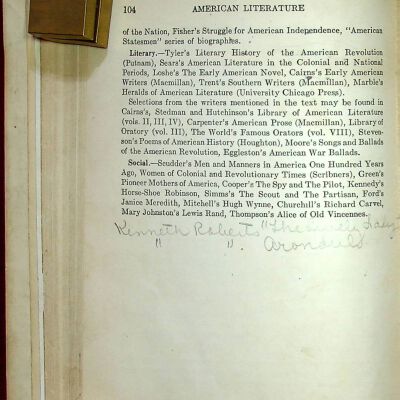 104 AMERICAN LITERATURE
of the Nation, Fisher's Struggle for American Independence, "American
Statesmen" series of biographies.
Literary.—Tyler's Literary History of the American Revolution
(Putnam), Sears's American Literature in the Colonial and National
Periods, Loshe's The Early American Novel, Cairns's Early American
Writers (Macmillan), Trent's Southern Writers (Macmillan), Marble's
Heralds of American Literature (University Chicago Press).
Selections from the writers mentioned in the text may be found in
Cairns's, Stedman and Hutchinson's Library of American Literature
(vols. II, III, IV), Carpenter's American Prose (Macmillan), Library of
Oratory (vol. III), The World's Famous Orators (vol. VIII), Steven-
son's Poems of American History (Houghton), Moore's Songs and Ballads
of the American Revolution, Eggleston's American War Ballads.
Social.—Scudder's Men and Manners in America One Hundred Years
Ago, Women of Colonial and Revolutionary Times (Scribners), Green's
Pioneer Mothers of America, Cooper's The Spy and The Pilot, Kennedy's
Horse-Shoe Robinson, Simms's The Scout and The Partisan, Ford's
Janice Meredith, Mitchell's Hugh Wynne, Churchill's Richard Carvel,
Mary Johnston's Lewis Rand, Thompson's Alice of Old Vincennes.
Kenneth Roberts "The Lively Lady"
" ". Arundel